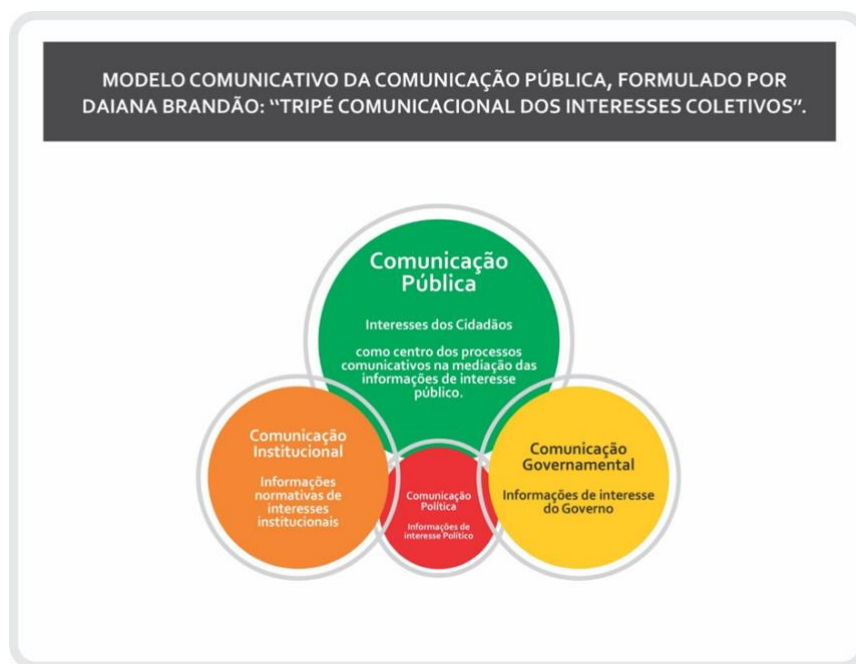 MODELO COMUNICATIVO DA COMUNICAÇÃO PÚBLICA, FORMULADO POR
DAIANA BRANDÃO: “TRIPÉ COMUNICACIONAL DOS INTERESSES COLETIVOS”.
Comunicação
Pública
Interesses dos Cidadãos
como centro dos processos
comunicativos na mediação das
informações de interesse
público.
Comunicação
Institucional
Informações
normativas de
interesses
institucionais
Comunicação
Política
Informações de
interesse Político
Comunicação
Governamental
Informações de interesse
do Governo